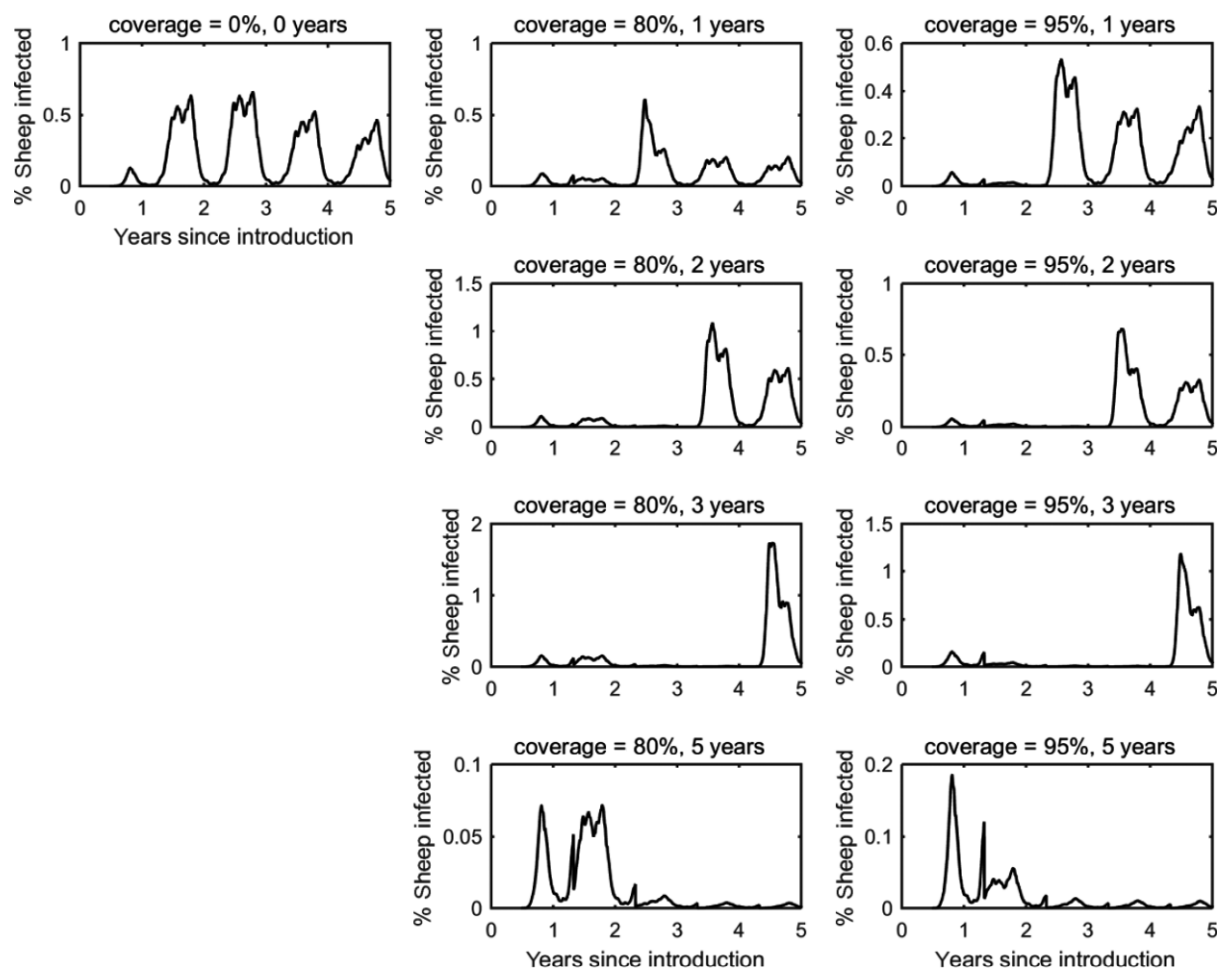 coverage = 0%, 0 years
% Sheep infected
1
0.5
0
0 1 2 3 4 5
Years since introduction
coverage = 80%, 1 years
% Sheep infected
1
0.5
0
0 1 2 3 4 5
coverage = 95%, 1 years
% Sheep infected
0.6
0.4
0.2
0
0 1 2 3 4 5
coverage = 80%, 2 years
% Sheep infected
1.5
1
0.5
0
0 1 2 3 4 5
coverage = 95%, 2 years
% Sheep infected
1
0.5
0
0 1 2 3 4 5
coverage = 80%, 3 years
% Sheep infected
2
1
0
0 1 2 3 4 5
coverage = 95%, 3 years
% Sheep infected
1.5
1
0.5
0
0 1 2 3 4 5
coverage = 80%, 5 years
% Sheep infected
0.1
0.05
0
0 1 2 3 4 5
Years since introduction
coverage = 95%, 5 years
% Sheep infected
0.2
0.1
0
0 1 2 3 4 5
Years since introduction